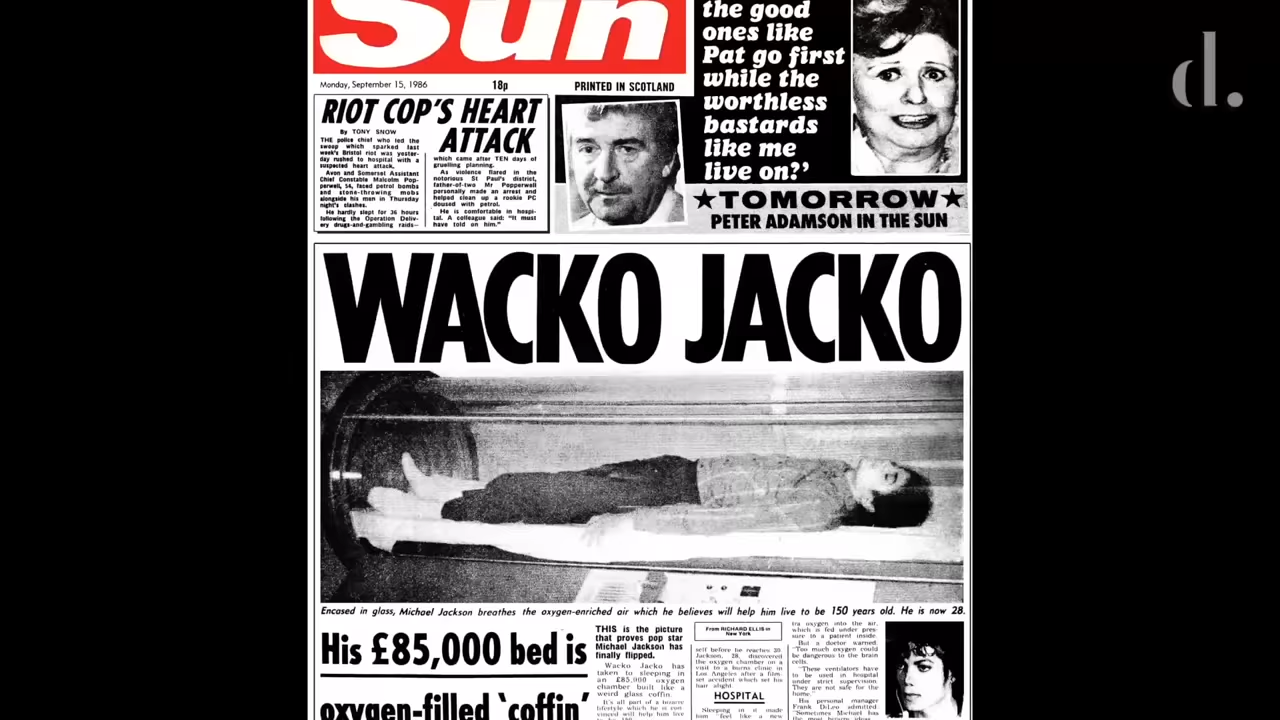 Sun
the good
ones like
Pat go first
while the
worthless
bastards
like me
live on?’
d.
Monday, September 15, 1986
18p
PRINTED IN SCOTLAND
RIOT COP'S HEART
ATTACK
By TONY SNOW
THE police chief who led the
swoop which sparked last
week's Bristol riot was yester-
day rushed to hospital with a
suspected heart attack.
Avon and Somerset Assistant
Chief Constable Malcolm Pop-
perwell, 54, faced petrol bombs
and stone-throwing mobs
alongside his men in Thursday
night's clashes.
He hardly slept for 36 hours
following the Operation Deliv-
ery drugs-and-gambling raids—
which came after TEN days of
gruelling planning.
As violence flared in the
notorious St Paul's district,
father-of-two Mr Popperwell
personally made an arrest and
helped clean up a rookie PC
doused with petrol.
He is comfortable in hospi-
tal. A colleague said: "It must
have told on him."
★TOMORROW★
PETER ADAMSON IN THE SUN
WACKO JACKO
Encased in glass, Michael Jackson breathes the oxygen-enriched air which he believes will help him live to be 150 years old. He is now 28.
His £85,000 bed is
oxygen-filled ‘coffin’
THIS is the picture
that proves pop star
Michael Jackson has
finally flipped.
Wacko Jacko has
taken to sleeping in
an £85,000 oxygen
chamber built like a
weird glass coffin.
It's all part of a bizarre
lifestyle which he is con-
vinced will help him live
From RICHARD ELLIS in
New York
self before he reaches 30.
Jackson, 28, discovered
the oxygen chamber on a
visit to a burns clinic in
Los Angeles after a film-
set accident which set his
hair alight.
HOSPITAL
Sleeping in it made
him "feel like a new
tra oxygen into the air,
which is fed under pres-
sure to a patient inside.
But a doctor warned:
"Too much oxygen could
be dangerous to the brain
cells.
"These ventilators have
to be used in hospital
under strict supervision.
They are not safe for the
home."
His personal manager
Frank DiLeo admitted:
"Sometimes Michael has
the most bizarre ideas